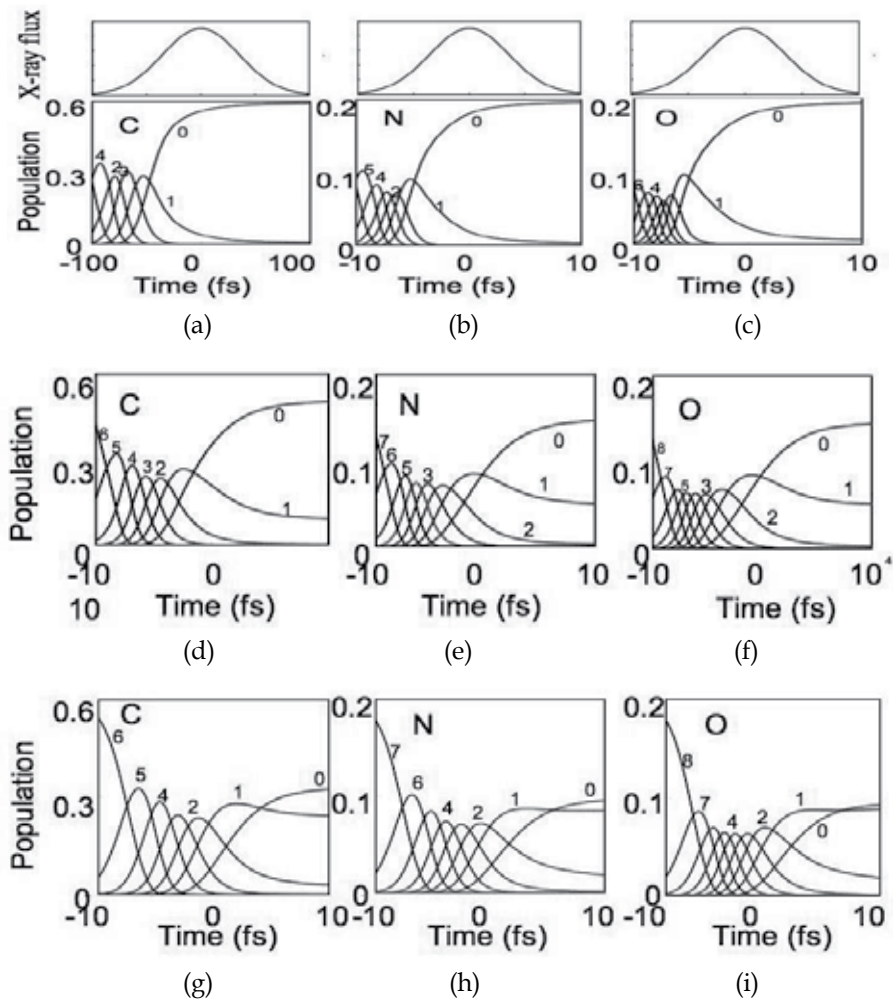 X-ray flux
0.6 C 0
Population
0.3 4 2 3 1
0
-100 0 100
Time (fs)
(a)
0.2 N 0
0.1 5 4 2 1
0
-10 0 10
Time (fs)
(b)
0.2 O 0
0.1 6 4 1
0
-10 0 10
Time (fs)
(c)
0.6 C 0
Population
0.3 6 5 4 3 2 1
0
-10 0
10 Time (fs)
(d)
0.2 N 0
0.1 7 6 5 3 1 2
0
-10 0 10
Time (fs)
(e)
0.2 O 0
0.1 8 7 5 3 1 2
0
-10 0 10 4
Time (fs)
(f)
0.6 C 0
Population
0.3 6 5 4 2 1
0
-10 0 10
Time (fs)
(g)
0.2 N
0.1 7 6 4 2 1 0
0
-10 0 10
Time (fs)
(h)
0.2 O
0.1 8 7 4 2 1 0
0
-10 0 10
Time (fs)
(i)